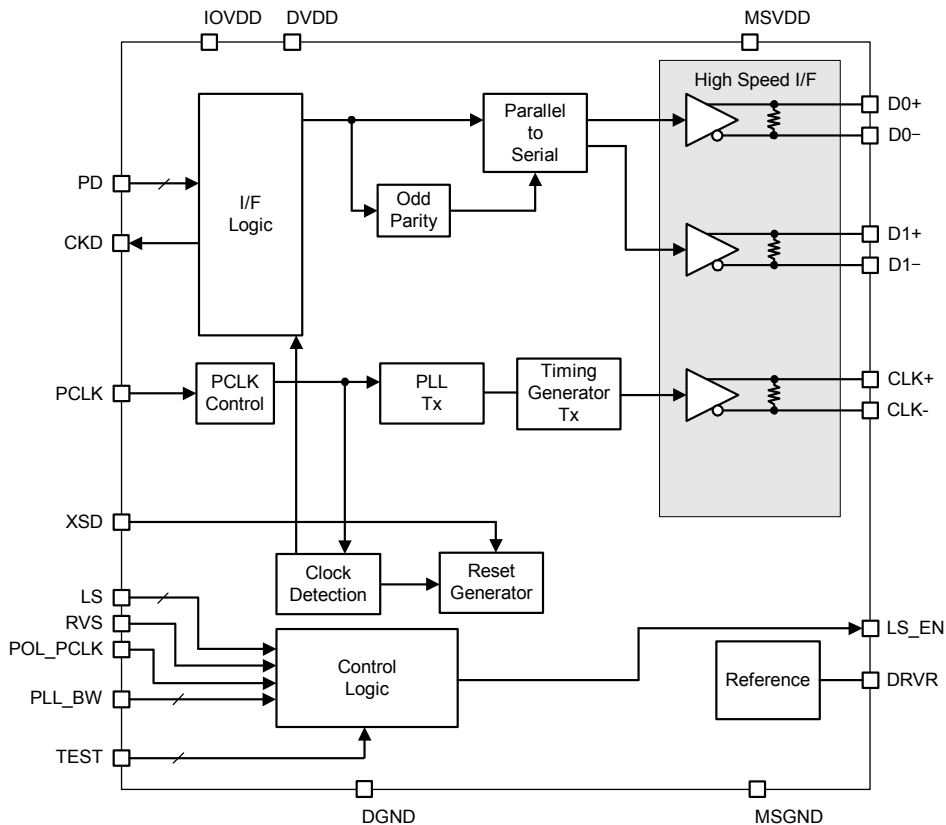 IOVDD
DVDD
MSVDD
High Speed I/F
D0+
D0−
Parallel
to
Serial
PD
I/F
Logic
Odd
Parity
CKD
D1+
D1−
PCLK
PCLK
Control
PLL
Tx
Timing
Generator
Tx
CLK+
CLK-
XSD
Clock
Detection
Reset
Generator
LS
RVS
POL_PCLK
PLL_BW
Control
Logic
LS_EN
Reference
DRVR
TEST
DGND
MSGND